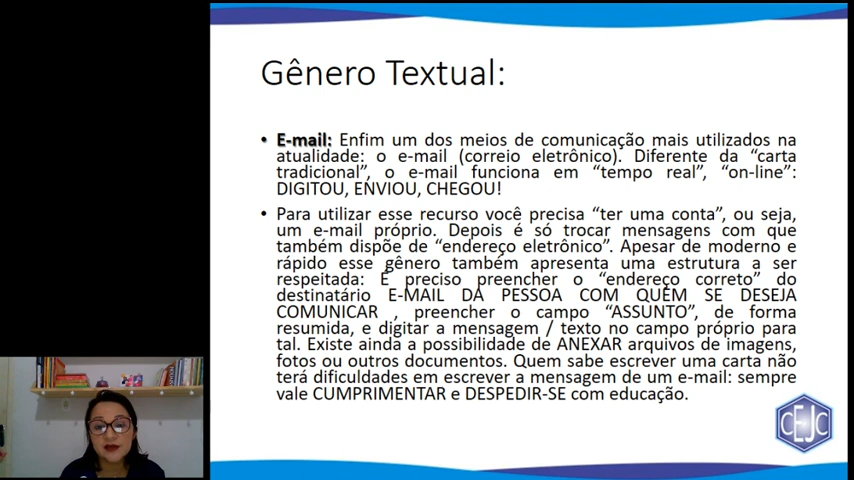 Gênero Textual:
• E-mail: Enfim um dos meios de comunicação mais utilizados na
atualidade: o e-mail (correio eletrônico). Diferente da “carta
tradicional”, o e-mail funciona em “tempo real”, “on-line”:
DIGITOU, ENVIOU, CHEGOU!
• Para utilizar esse recurso você precisa “ter uma conta”, ou seja,
um e-mail próprio. Depois é só trocar mensagens com que
também dispõe de “endereço eletrônico”. Apesar de moderno e
rápido esse gênero também apresenta uma estrutura a ser
respeitada: É preciso preencher o “endereço correto” do
destinatário E-MAIL DA PESSOA COM QUEM SE DESEJA
COMUNICAR , preencher o campo “ASSUNTO”, de forma
resumida, e digitar a mensagem / texto no campo próprio para
tal. Existe ainda a possibilidade de ANEXAR arquivos de imagens,
fotos ou outros documentos. Quem sabe escrever uma carta não
terá dificuldades em escrever a mensagem de um e-mail: sempre
vale CUMPRIMENTAR e DESPEDIR-SE com educação.
CEJC